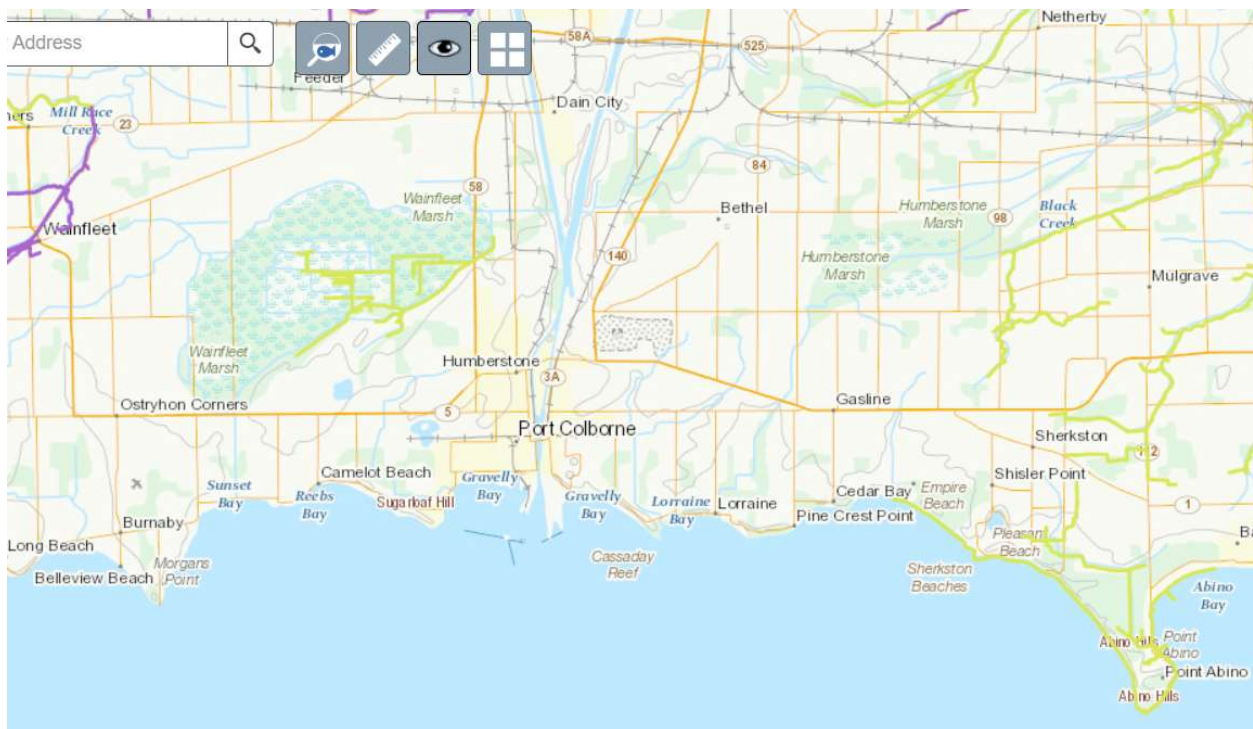 Address
58A
525
Netherby
Feeder
Dain City
Mill Race
Creek
23
84
58
Wainfleet
Marsh
Bethel
Humberstone
Marsh
98
Black
Creek
Wainfleet
140
Humberstone
Marsh
Mulgrave
Wainfleet
Marsh
Humberstone
3A
Ostryhon Corners
5
Gasline
Port Colborne
Sherkston
Camelot Beach
Gravelly
Bay
Shisler Point
Sunset
Bay
Reebs
Bay
Sugarloaf Hill
Gravelly
Bay
Lorraine
Bay
Lorraine
Cedar Bay
Empire
Beach
1
Burnaby
Pine Crest Point
Long Beach
Pleasant
Beach
Morgans
Point
Belleview Beach
Cassaday
Reef
Sherkston
Beaches
Abino
Bay
Abino Hills
Point
Abino
Point Abino
Abino Hills